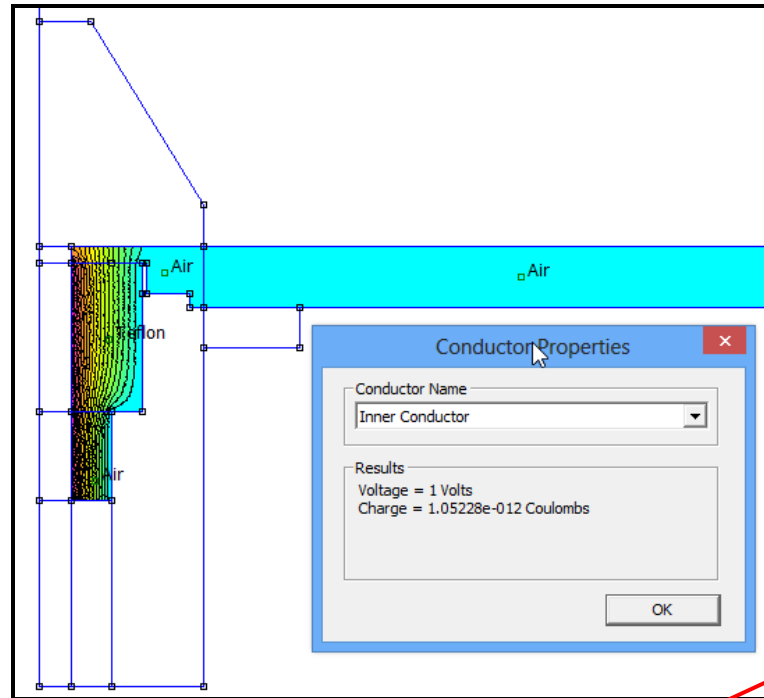 Air
Air
Teflon
Air
Conductor Properties
Conductor Name
Inner Conductor
Results
Voltage = 1 Volts
Charge = 1.05228e-012 Coulombs
OK